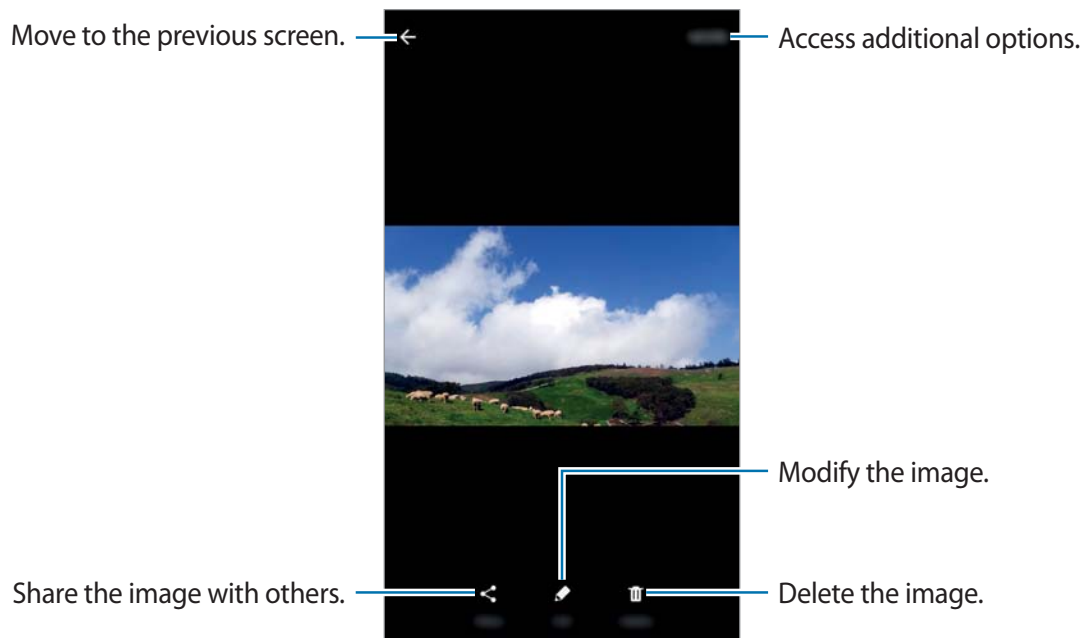 Move to the previous screen.
Access additional options.
Modify the image.
Share the image with others.
Delete the image.